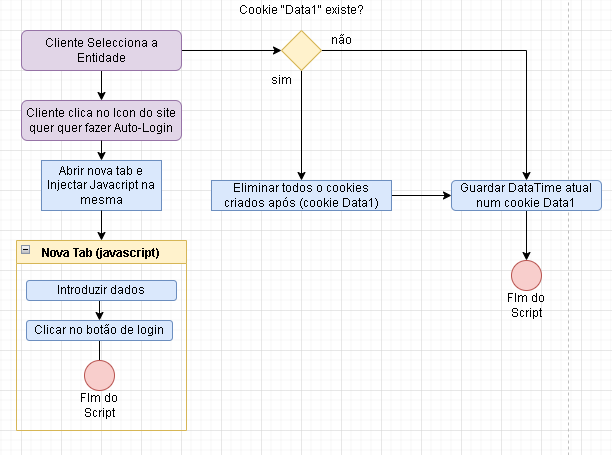 Cookie "Data1" existe?
Cliente Selecciona a
Entidade
não
sim
Cliente clica no Icon do site
quer quer fazer Auto-Login
Abrir nova tab e
Injectar Javacript na
mesma
Eliminar todos o cookies
criados após (cookie Data1)
Guardar DataTime atual
num cookie Data1
Nova Tab (javascript)
Introduzir dados
Clicar no botão de login
FIm do
Script
FIm do
Script